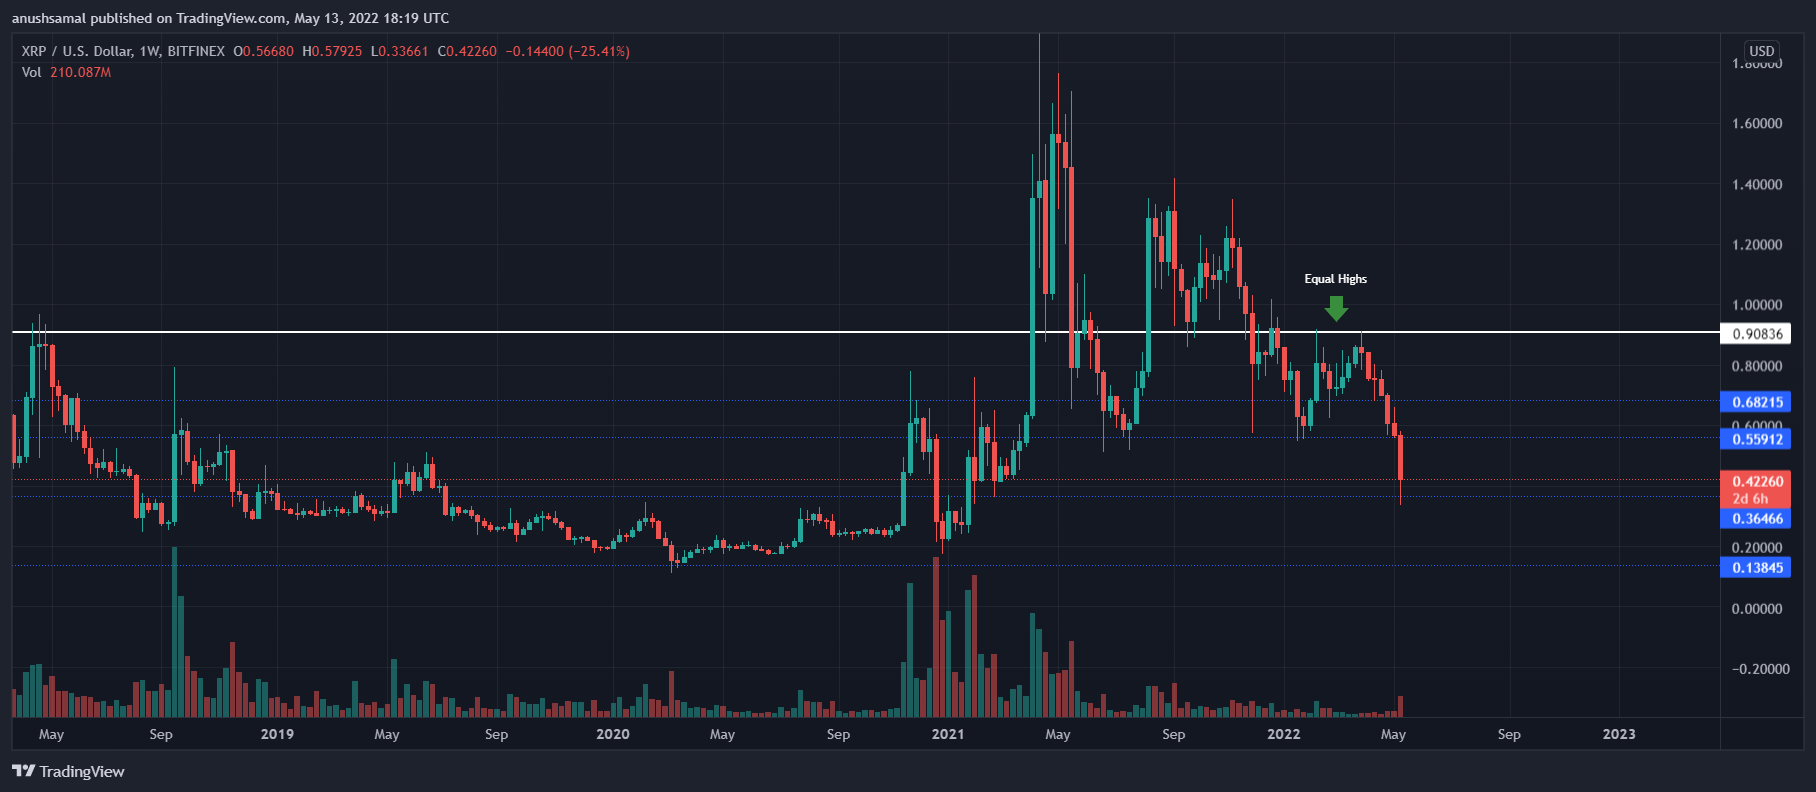 anushsamal published on TradingView.com, May 13, 2022 18:19 UTC
XRP / U.S. Dollar, 1W, BITFINEX O0.56680 H0.57925 L0.33661 C0.42260 −0.14400 (−25.41%)
Vol 210.087M
USD
1.80000
1.60000
1.40000
1.20000
Equal Highs
1.00000
0.90836
0.80000
0.68215
0.60000
0.55912
0.42260
2d 6h
0.36466
0.20000
0.13845
0.00000
−0.20000
May Sep 2019 May Sep 2020 May Sep 2021 May Sep 2022 May Sep 2023
TradingView